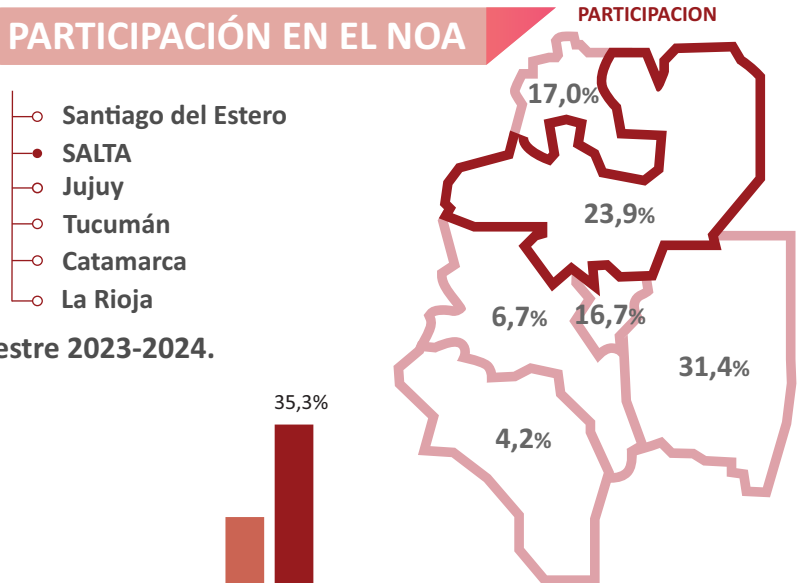 PARTICIPACIÓN EN EL NOA
PARTICIPACION
Santiago del Estero
SALTA
Jujuy
Tucumán
Catamarca
La Rioja
estre 2023-2024.
35,3%
17,0%
23,9%
6,7%
16,7%
31,4%
4,2%